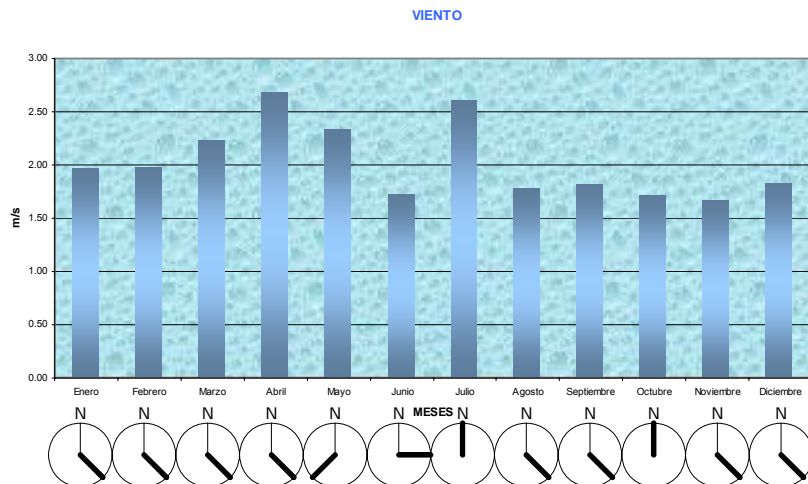 VIENTO
3.00
2.50
2.00
1.50
1.00
0.50
0.00
m/s
Enero Febrero Marzo Abril Mayo Junio Julio Agosto Septiembre Octubre Noviembre Diciembre
N N N N N N MESES N N N N N N